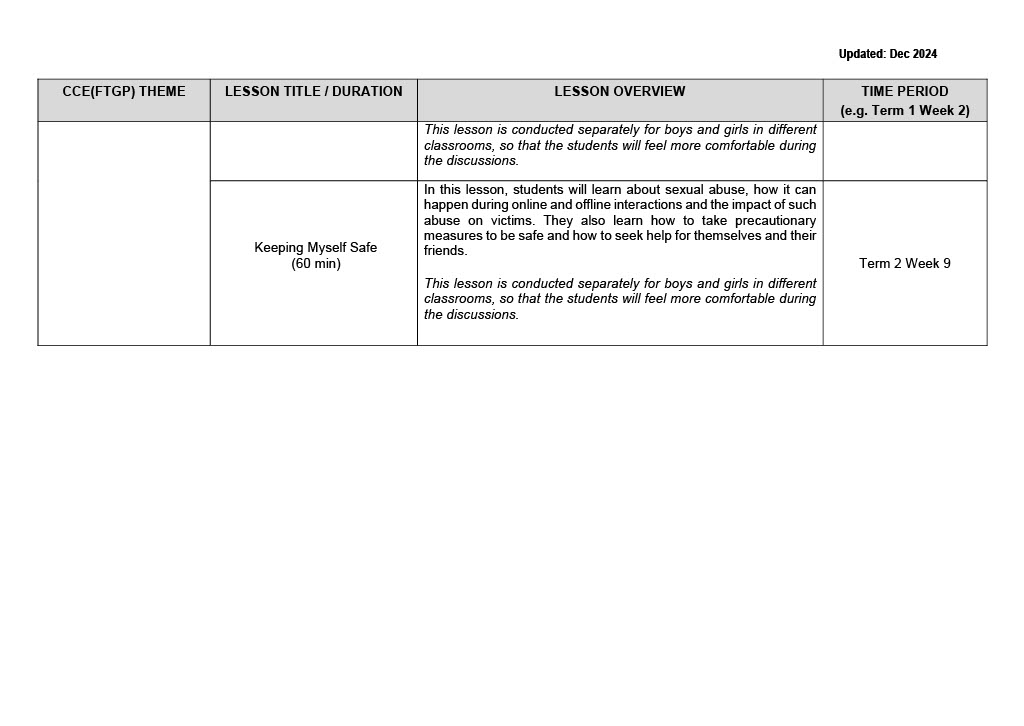 Updated: Dec 2024
CCE(FTGP) THEME
LESSON TITLE / DURATION
LESSON OVERVIEW
TIME PERIOD
(e.g. Term 1 Week 2)
This lesson is conducted separately for boys and girls in different
classrooms, so that the students will feel more comfortable during
the discussions.
Keeping Myself Safe
(60 min)
In this lesson, students will learn about sexual abuse, how it can
happen during online and offline interactions and the impact of such
abuse on victims. They also learn how to take precautionary
measures to be safe and how to seek help for themselves and their
friends.
This lesson is conducted separately for boys and girls in different
classrooms, so that the students will feel more comfortable during
the discussions.
Term 2 Week 9